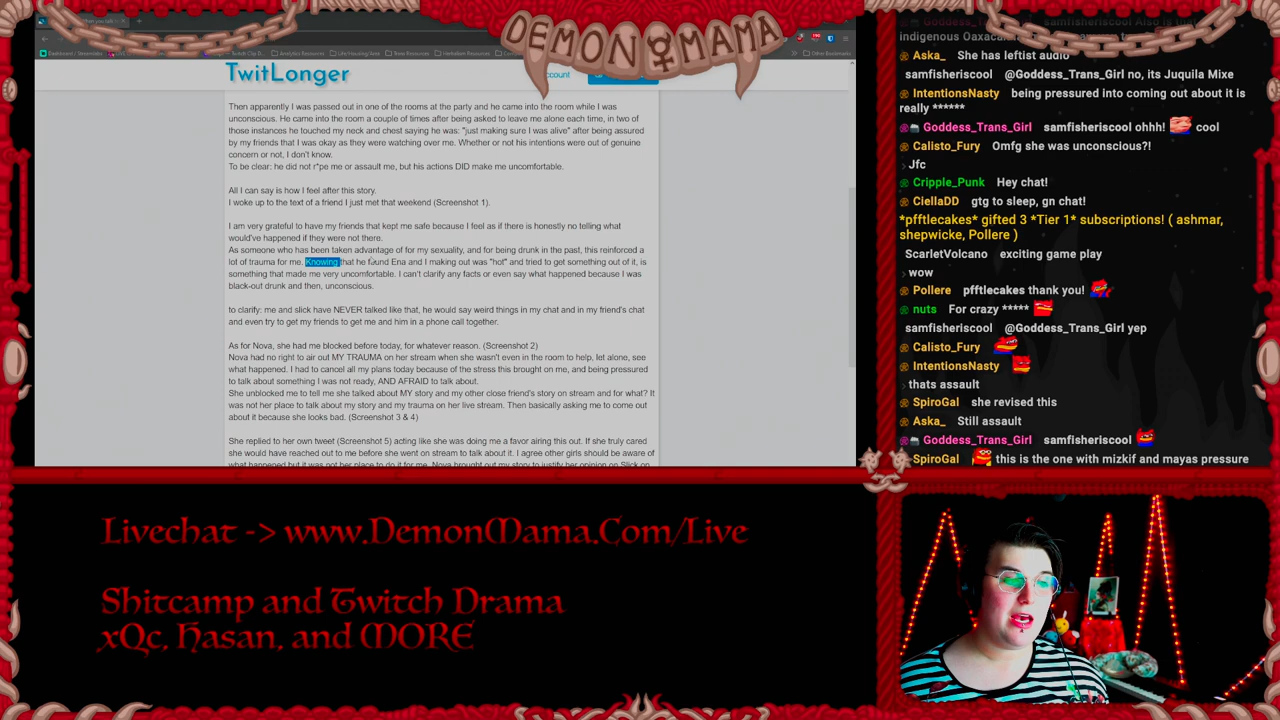 DEMON MAMA
Other Bookmarks
TwitLonger
Then apparently I was passed out in one of the rooms at the party and he came into the room while I was
unconscious. He came into the room a couple of times after being asked to leave me alone each time, in two of
those instances he touched my neck and chest saying he was: "just making sure I was alive" after being assured
by my friends that I was okay as they were watching over me. Whether or not his intentions were out of genuine
concern or not, I don't know.
To be clear: he did not r*pe me or assault me, but his actions DID make me uncomfortable.
All I can say is how I feel after this story.
I woke up to the text of a friend I just met that weekend (Screenshot 1).
I am very grateful to have my friends that kept me safe because I feel as if there is honestly no telling what
would've happened if they were not there.
As someone who has been taken advantage of for my sexuality, and for being drunk in the past, this reinforced a
lot of trauma for me. Knowing that he found Ena and I making out was "hot" and tried to get something out of it, is
something that made me very uncomfortable. I can't clarify any facts or even say what happened because I was
black-out drunk and then, unconscious.
to clarify: me and slick have NEVER talked like that, he would say weird things in my chat and in my friend's chat
and even try to get my friends to get me and him in a phone call together.
As for Nova, she had me blocked before today, for whatever reason. (Screenshot 2)
Nova had no right to air out MY TRAUMA on her stream when she wasn't even in the room to help, let alone, see
what happened. I had to cancel all my plans today because of the stress this brought on me, and being pressured
to talk about something I was not ready, AND AFRAID to talk about.
She unblocked me to tell me she talked about MY story and my other close friend's story on stream and for what? It
was not her place to talk about my story and my trauma on her live stream. Then basically asking me to come out
about it because she looks bad. (Screenshot 3 & 4)
She replied to her own tweet (Screenshot 5) acting like she was doing me a favor airing this out. If she truly cared
she would have reached out to me before she went on stream to talk about it. I agree other girls should be aware of
what happened but it was not her place to do it for me. Nova brought out my story to justify her opinion on Slick on
indigenous Oaxacan
Aska_ She has leftist audio
samfisheriscool @Goddess_Trans_Girl no, its Juquila Mixe
IntentionsNasty being pressured into coming out about it is
really ******
Goddess_Trans_Girl samfisheriscool ohhh! cool
Calisto_Fury Omfg she was unconscious?!
Jfc
Cripple_Punk Hey chat!
CiellaDD gtg to sleep, gn chat!
*pfftlecakes* gifted 3 *Tier 1* subscriptions! ( ashmar,
shepwicke, Pollere )
ScarletVolcano exciting game play
wow
Pollere pfftlecakes thank you!
nuts For crazy *****
samfisheriscool @Goddess_Trans_Girl yep
Calisto_Fury
IntentionsNasty
thats assault
SpiroGal she revised this
Aska_ Still assault
Goddess_Trans_Girl samfisheriscool
SpiroGal this is the one with mizkif and mayas pressure
Livechat -> www.DemonMama.Com/Live
Shitcamp and Twitch Drama
xQc, Hasan, and MORE